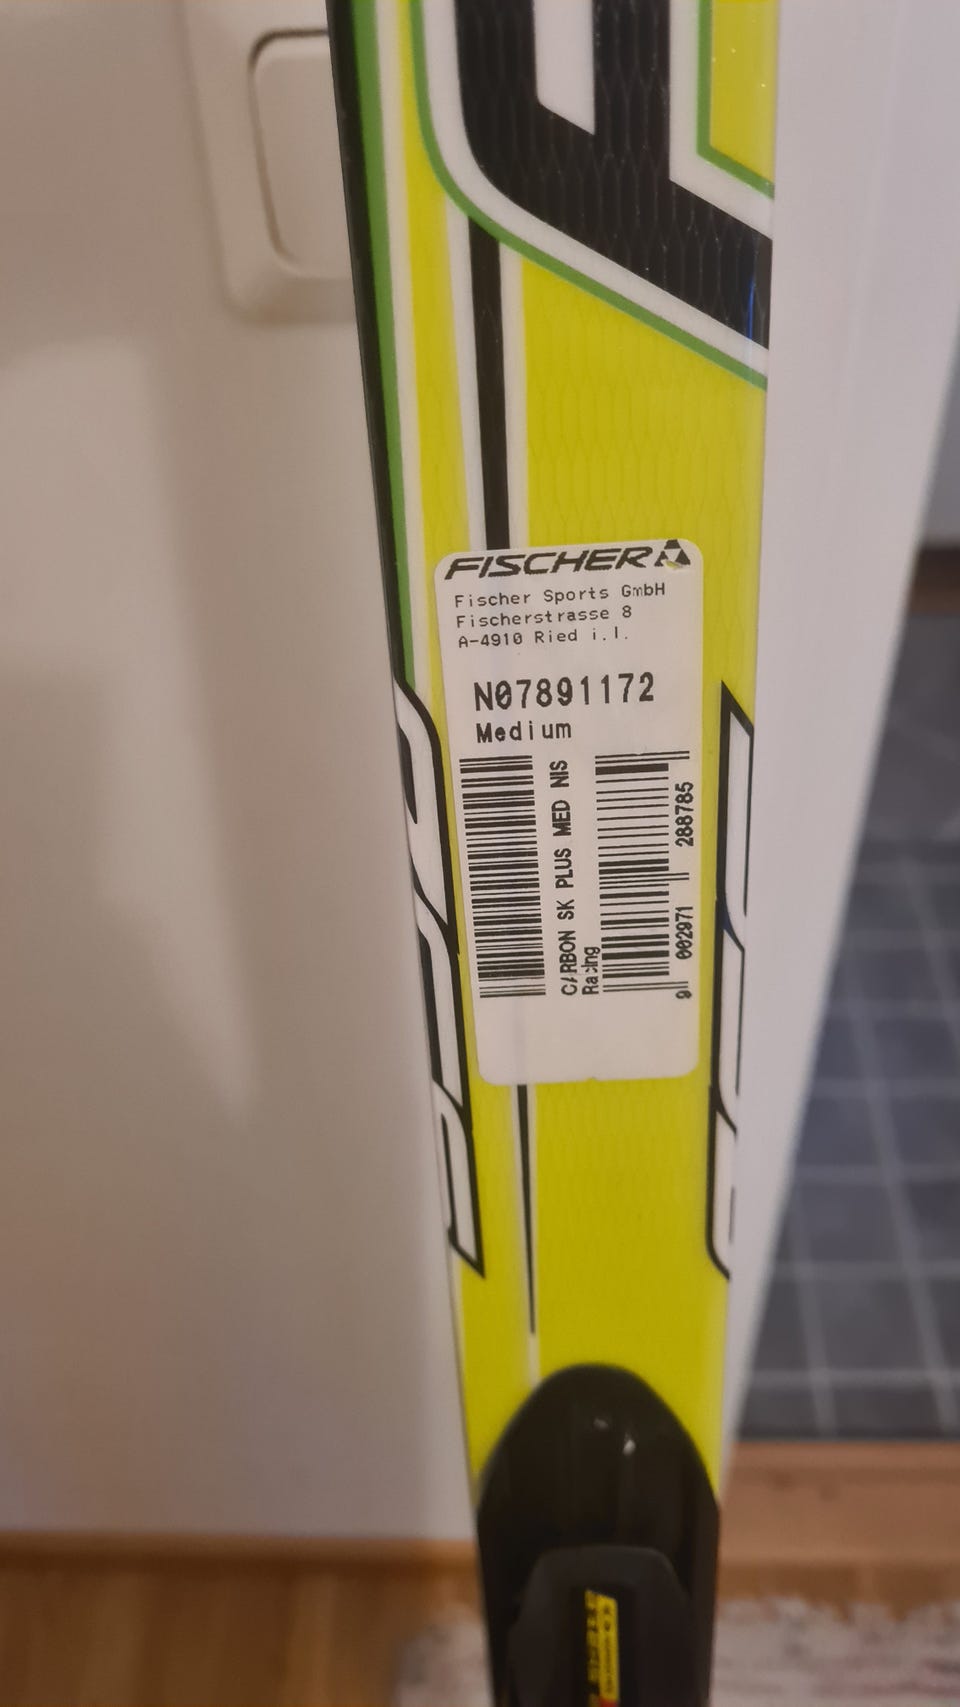 FISCHER
Fischer Sports GmbH
Fischerstrasse 8
A-4910 Ried i.I.
N07891172
Medium
CARBON SK PLUS MED NIS
Racing
9 002971 288785